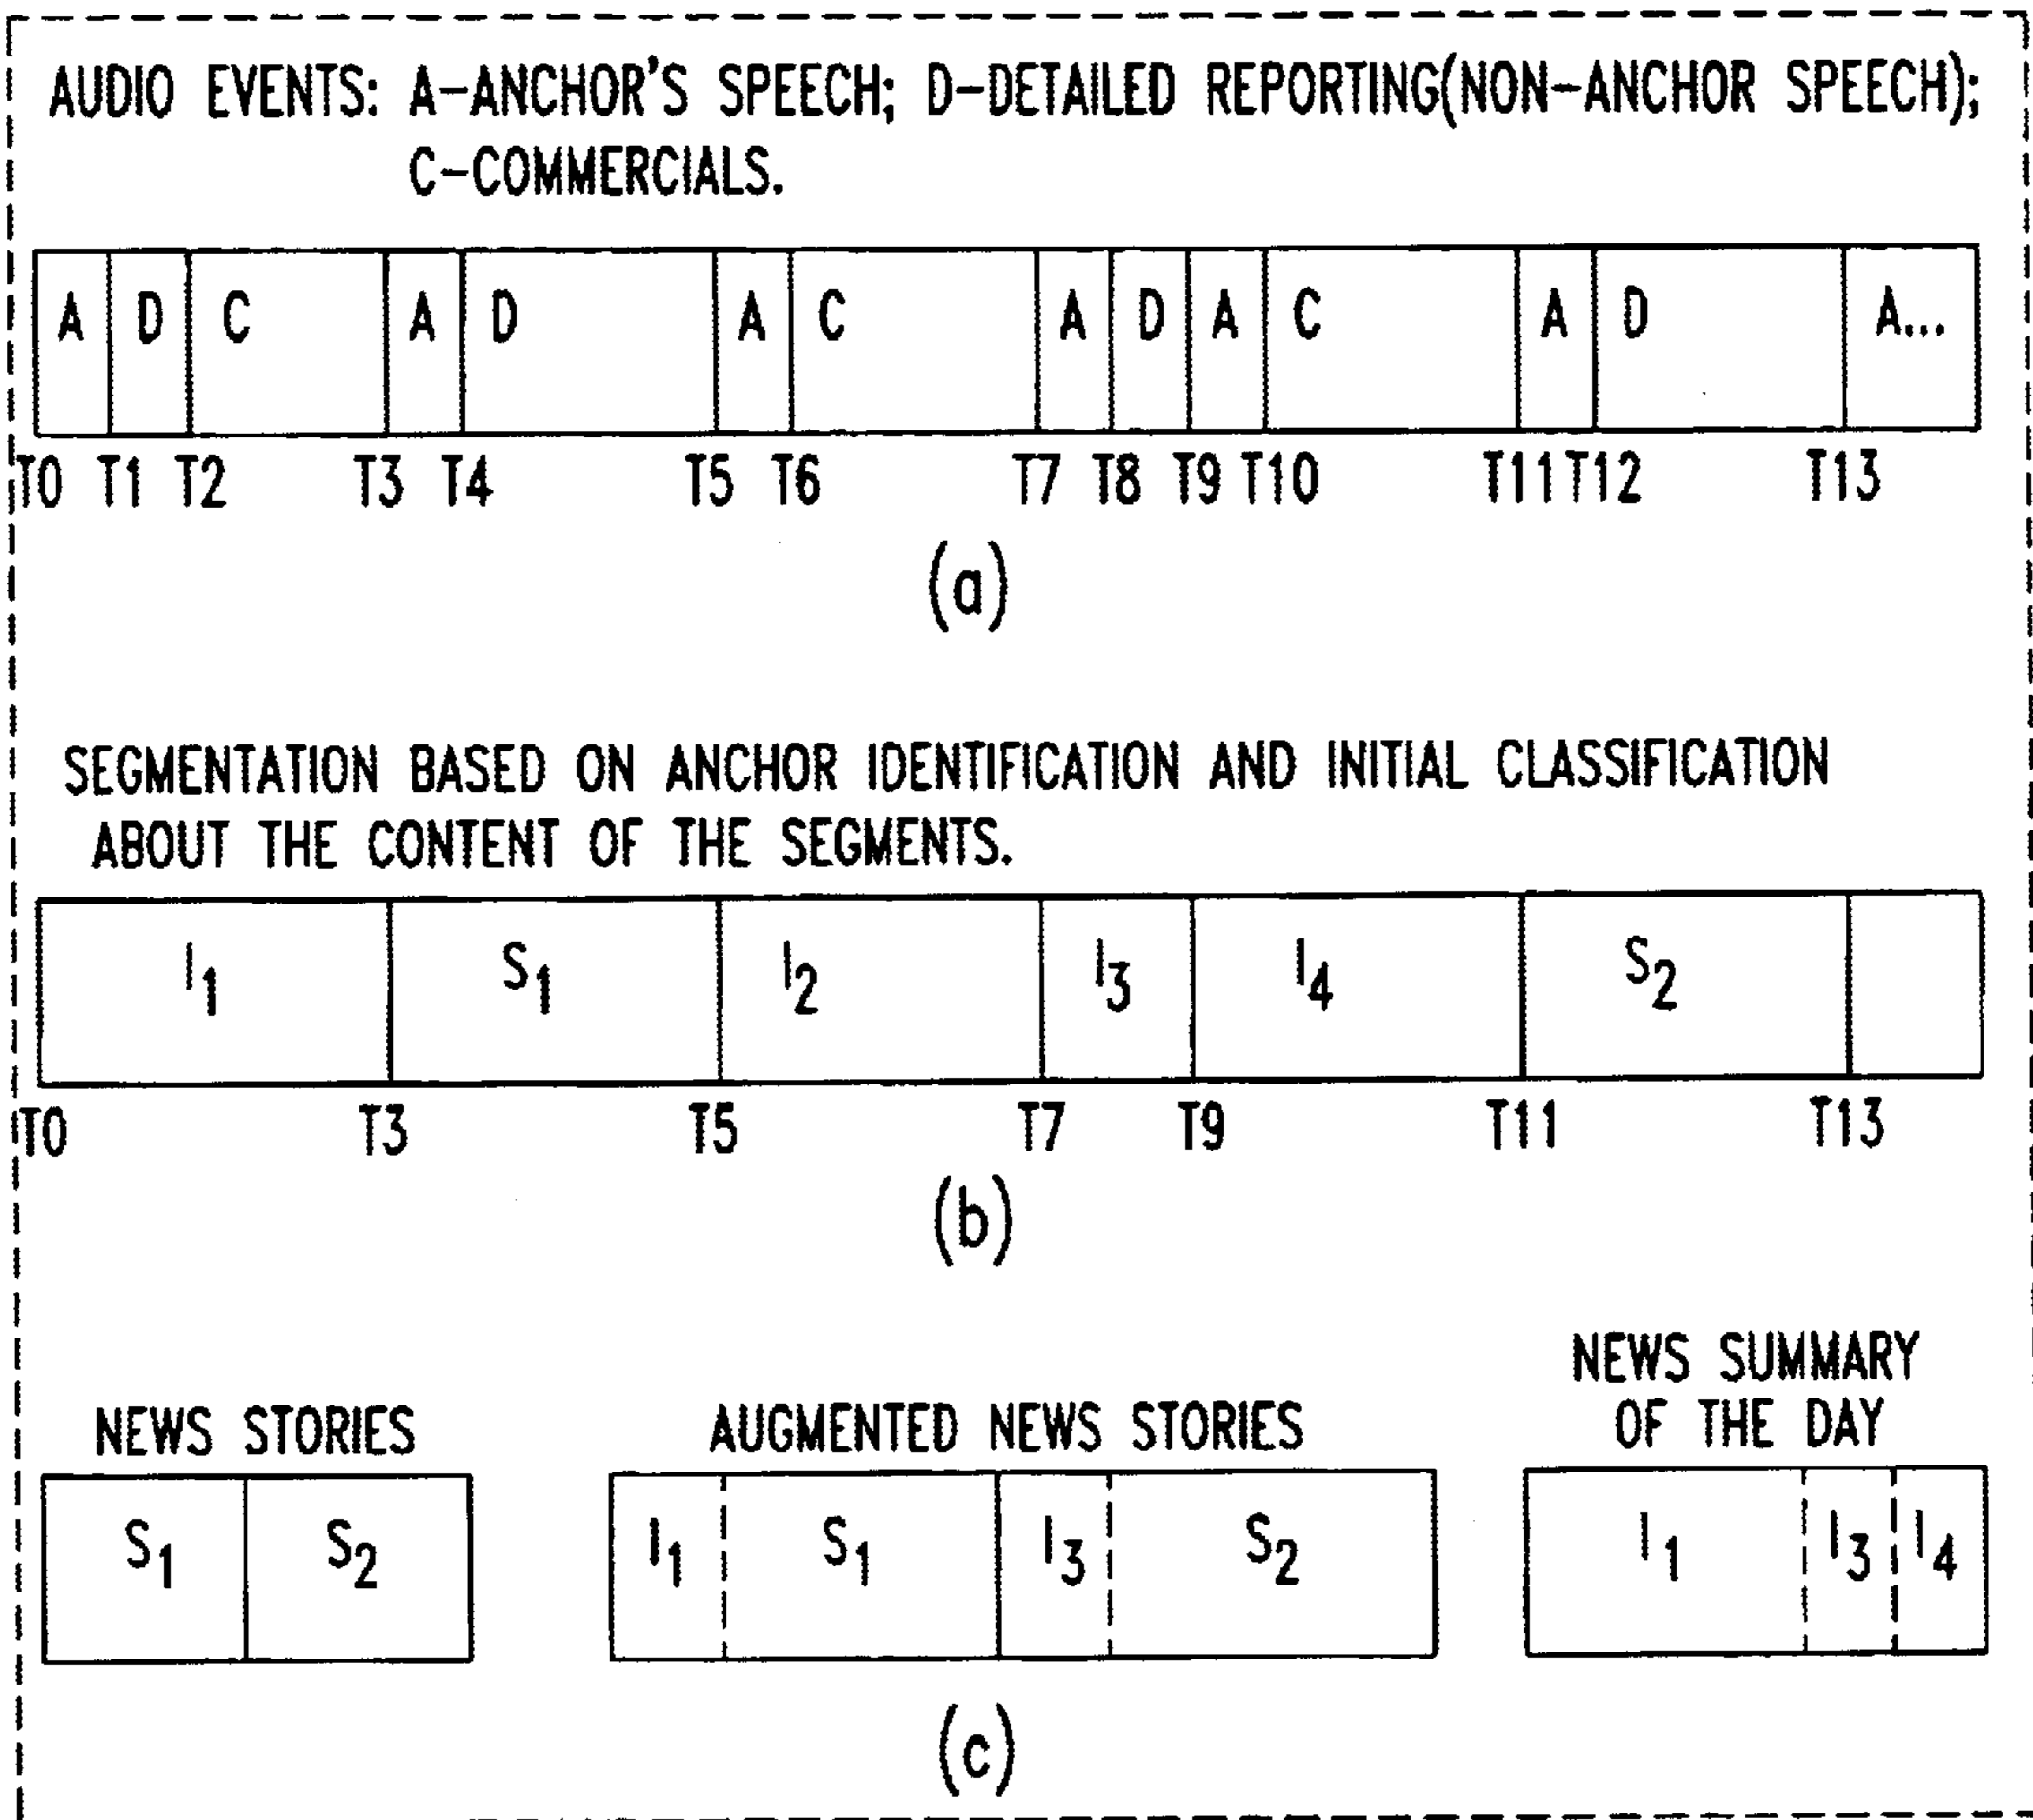 AUDIO EVENTS: A-ANCHOR'S SPEECH; D-DETAILED REPORTING(NON-ANCHOR SPEECH);
C-COMMERCIALS.
A D C A D A C A D A C A D A...
T0 T1 T2 T3 T4 T5 T6 T7 T8 T9 T10 T11 T12 T13
(a)
SEGMENTATION BASED ON ANCHOR IDENTIFICATION AND INITIAL CLASSIFICATION
ABOUT THE CONTENT OF THE SEGMENTS.
I1 S1 I2 I3 I4 S2
T0 T3 T5 T7 T9 T11 T13
(b)
NEWS STORIES
S1 S2
AUGMENTED NEWS STORIES
I1 S1 I3 S2
NEWS SUMMARY
OF THE DAY
I1 I3 I4
(c)